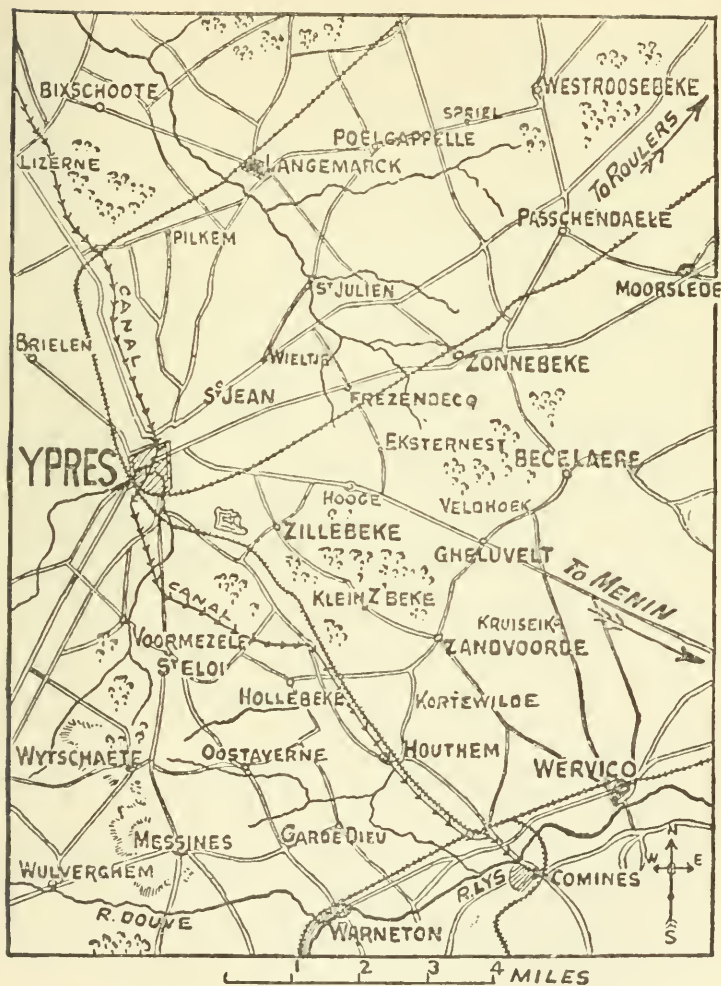 BIXSCHOOTE
WESTROOSEBEKE
SPRIEL
POELCAPPELLE
LIZERNE
LANGEMARCK
TO ROULERS
PASSCHENDAELE
PILKEM
ST JULIEN
MOORSLEDE
CANAL
BRIELEN
WIELTJE
ZONNEBEKE
ST JEAN
FREZENBECQ
EKSTERNEST
YPRES
BECELAERE
HOOGE
VELDHOEK
ZILLEBEKE
GHELUVELT
TO MENIN
CANAL
KLEIN Z'BEKE
KRUISEIK
VOORMEZELE
ZANDVOORDE
ST ELOI
HOLLEBEKE
KORTEWILDE
WYTSCHAETE
OOSTAVERNE
HOUTHEM
WERVICQ
MESSINES
GARDE DIEU
N
WULVERGHEM
W E
R. LYS
COMINES
R. DOUVE
S
WARNETON
1 2 3 4 MILES